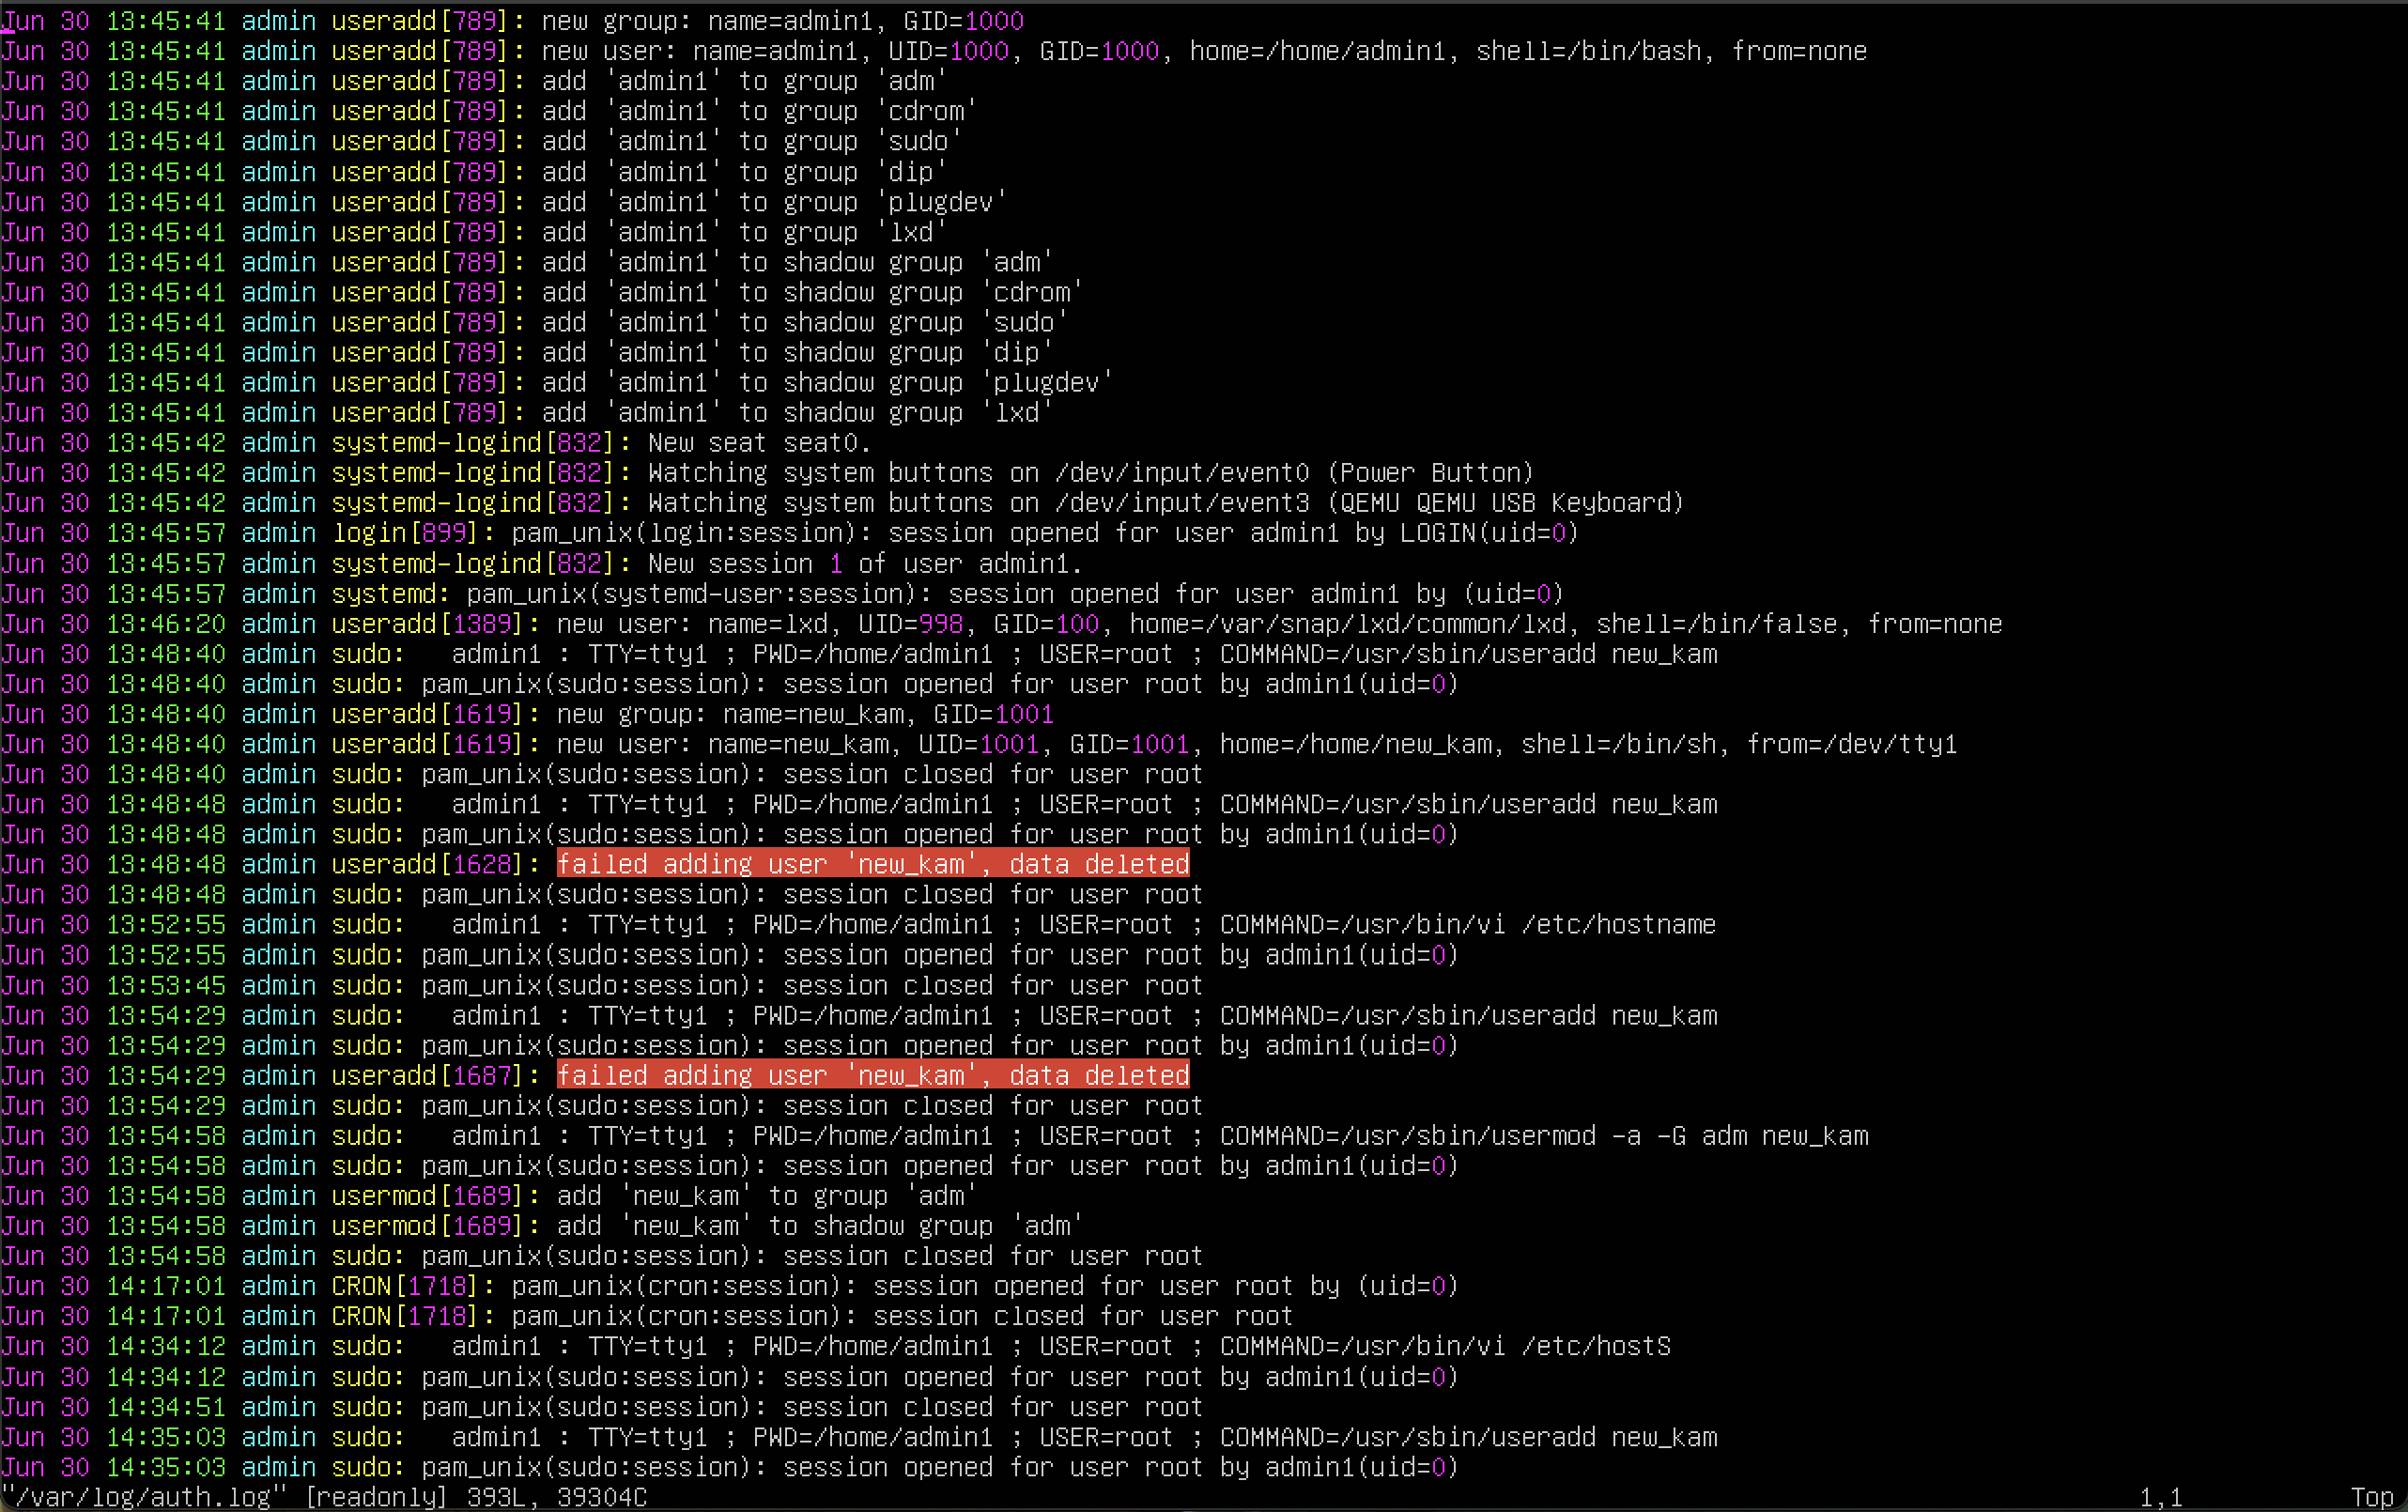 Jun 30 13:45:41 admin useradd[789]: new group: name=admin1, GID=1000
Jun 30 13:45:41 admin useradd[789]: new user: name=admin1, UID=1000, GID=1000, home=/home/admin1, shell=/bin/bash, from=none
Jun 30 13:45:41 admin useradd[789]: add 'admin1' to group 'adm'
Jun 30 13:45:41 admin useradd[789]: add 'admin1' to group 'cdrom'
Jun 30 13:45:41 admin useradd[789]: add 'admin1' to group 'sudo'
Jun 30 13:45:41 admin useradd[789]: add 'admin1' to group 'dip'
Jun 30 13:45:41 admin useradd[789]: add 'admin1' to group 'plugdev'
Jun 30 13:45:41 admin useradd[789]: add 'admin1' to group 'lxd'
Jun 30 13:45:41 admin useradd[789]: add 'admin1' to shadow group 'adm'
Jun 30 13:45:41 admin useradd[789]: add 'admin1' to shadow group 'cdrom'
Jun 30 13:45:41 admin useradd[789]: add 'admin1' to shadow group 'sudo'
Jun 30 13:45:41 admin useradd[789]: add 'admin1' to shadow group 'dip'
Jun 30 13:45:41 admin useradd[789]: add 'admin1' to shadow group 'plugdev'
Jun 30 13:45:41 admin useradd[789]: add 'admin1' to shadow group 'lxd'
Jun 30 13:45:42 admin systemd-logind[832]: New seat seat0.
Jun 30 13:45:42 admin systemd-logind[832]: Watching system buttons on /dev/input/event0 (Power Button)
Jun 30 13:45:42 admin systemd-logind[832]: Watching system buttons on /dev/input/event3 (QEMU QEMU USB Keyboard)
Jun 30 13:45:57 admin login[899]: pam_unix(login:session): session opened for user admin1 by LOGIN(uid=0)
Jun 30 13:45:57 admin systemd-logind[832]: New session 1 of user admin1.
Jun 30 13:45:57 admin systemd: pam_unix(systemd-user:session): session opened for user admin1 by (uid=0)
Jun 30 13:46:20 admin useradd[1389]: new user: name=lxd, UID=998, GID=100, home=/var/snap/lxd/common/lxd, shell=/bin/false, from=none
Jun 30 13:48:40 admin sudo:   admin1 : TTY=tty1 ; PWD=/home/admin1 ; USER=root ; COMMAND=/usr/sbin/useradd new_kam
Jun 30 13:48:40 admin sudo: pam_unix(sudo:session): session opened for user root by admin1(uid=0)
Jun 30 13:48:40 admin useradd[1619]: new group: name=new_kam, GID=1001
Jun 30 13:48:40 admin useradd[1619]: new user: name=new_kam, UID=1001, GID=1001, home=/home/new_kam, shell=/bin/sh, from=/dev/tty1
Jun 30 13:48:40 admin sudo: pam_unix(sudo:session): session closed for user root
Jun 30 13:48:48 admin sudo:   admin1 : TTY=tty1 ; PWD=/home/admin1 ; USER=root ; COMMAND=/usr/sbin/useradd new_kam
Jun 30 13:48:48 admin sudo: pam_unix(sudo:session): session opened for user root by admin1(uid=0)
Jun 30 13:48:48 admin useradd[1628]: failed adding user 'new_kam', data deleted
Jun 30 13:48:48 admin sudo: pam_unix(sudo:session): session closed for user root
Jun 30 13:52:55 admin sudo:   admin1 : TTY=tty1 ; PWD=/home/admin1 ; USER=root ; COMMAND=/usr/bin/vi /etc/hostname
Jun 30 13:52:55 admin sudo: pam_unix(sudo:session): session opened for user root by admin1(uid=0)
Jun 30 13:53:45 admin sudo: pam_unix(sudo:session): session closed for user root
Jun 30 13:54:29 admin sudo:   admin1 : TTY=tty1 ; PWD=/home/admin1 ; USER=root ; COMMAND=/usr/sbin/useradd new_kam
Jun 30 13:54:29 admin sudo: pam_unix(sudo:session): session opened for user root by admin1(uid=0)
Jun 30 13:54:29 admin useradd[1687]: failed adding user 'new_kam', data deleted
Jun 30 13:54:29 admin sudo: pam_unix(sudo:session): session closed for user root
Jun 30 13:54:58 admin sudo:   admin1 : TTY=tty1 ; PWD=/home/admin1 ; USER=root ; COMMAND=/usr/sbin/usermod -a -G adm new_kam
Jun 30 13:54:58 admin sudo: pam_unix(sudo:session): session opened for user root by admin1(uid=0)
Jun 30 13:54:58 admin usermod[1689]: add 'new_kam' to group 'adm'
Jun 30 13:54:58 admin usermod[1689]: add 'new_kam' to shadow group 'adm'
Jun 30 13:54:58 admin sudo: pam_unix(sudo:session): session closed for user root
Jun 30 14:17:01 admin CRON[1718]: pam_unix(cron:session): session opened for user root by (uid=0)
Jun 30 14:17:01 admin CRON[1718]: pam_unix(cron:session): session closed for user root
Jun 30 14:34:12 admin sudo:   admin1 : TTY=tty1 ; PWD=/home/admin1 ; USER=root ; COMMAND=/usr/bin/vi /etc/hostS
Jun 30 14:34:12 admin sudo: pam_unix(sudo:session): session opened for user root by admin1(uid=0)
Jun 30 14:34:51 admin sudo: pam_unix(sudo:session): session closed for user root
Jun 30 14:35:03 admin sudo:   admin1 : TTY=tty1 ; PWD=/home/admin1 ; USER=root ; COMMAND=/usr/sbin/useradd new_kam
Jun 30 14:35:03 admin sudo: pam_unix(sudo:session): session opened for user root by admin1(uid=0)
"/var/log/auth.log" [readonly] 393L, 39304C 1,1 Top